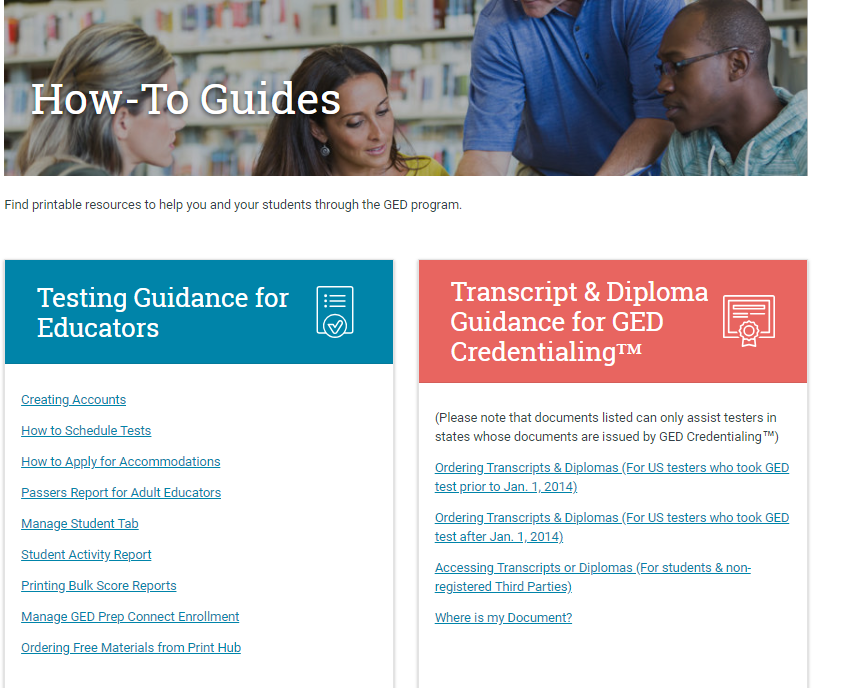 How-To Guides
Find printable resources to help you and your students through the GED program.
Testing Guidance for
Educators
Creating Accounts
How to Schedule Tests
How to Apply for Accommodations
Passers Report for Adult Educators
Manage Student Tab
Student Activity Report
Printing Bulk Score Reports
Manage GED Prep Connect Enrollment
Ordering Free Materials from Print Hub
Transcript & Diploma
Guidance for GED
Credentialing™
(Please note that documents listed can only assist testers in
states whose documents are issued by GED Credentialing™)
Ordering Transcripts & Diplomas (For US testers who took GED
test prior to Jan. 1, 2014)
Ordering Transcripts & Diplomas (For US testers who took GED
test after Jan. 1, 2014)
Accessing Transcripts or Diplomas (For students & non-
registered Third Parties)
Where is my Document?